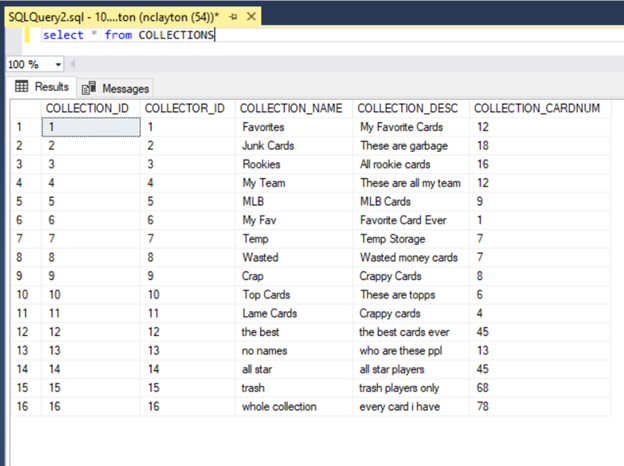 SQLQuery2.sql - 10....ton (nclayton (54))*
select * from COLLECTIONS
100 %
Results Messages
COLLECTION_ID COLLECTOR_ID COLLECTION_NAME COLLECTION_DESC COLLECTION_CARDNUM
1 1 1 Favorites My Favorite Cards 12
2 2 2 Junk Cards These are garbage 18
3 3 3 Rookies All rookie cards 16
4 4 4 My Team These are all my team 12
5 5 5 MLB MLB Cards 9
6 6 6 My Fav Favorite Card Ever 1
7 7 7 Temp Temp Storage 7
8 8 8 Wasted Wasted money cards 7
9 9 9 Crap Crappy Cards 8
10 10 10 Top Cards These are topps 6
11 11 11 Lame Cards Crappy cards 4
12 12 12 the best the best cards ever 45
13 13 13 no names who are these ppl 13
14 14 14 all star all star players 45
15 15 15 trash trash players only 68
16 16 16 whole collection every card i have 78